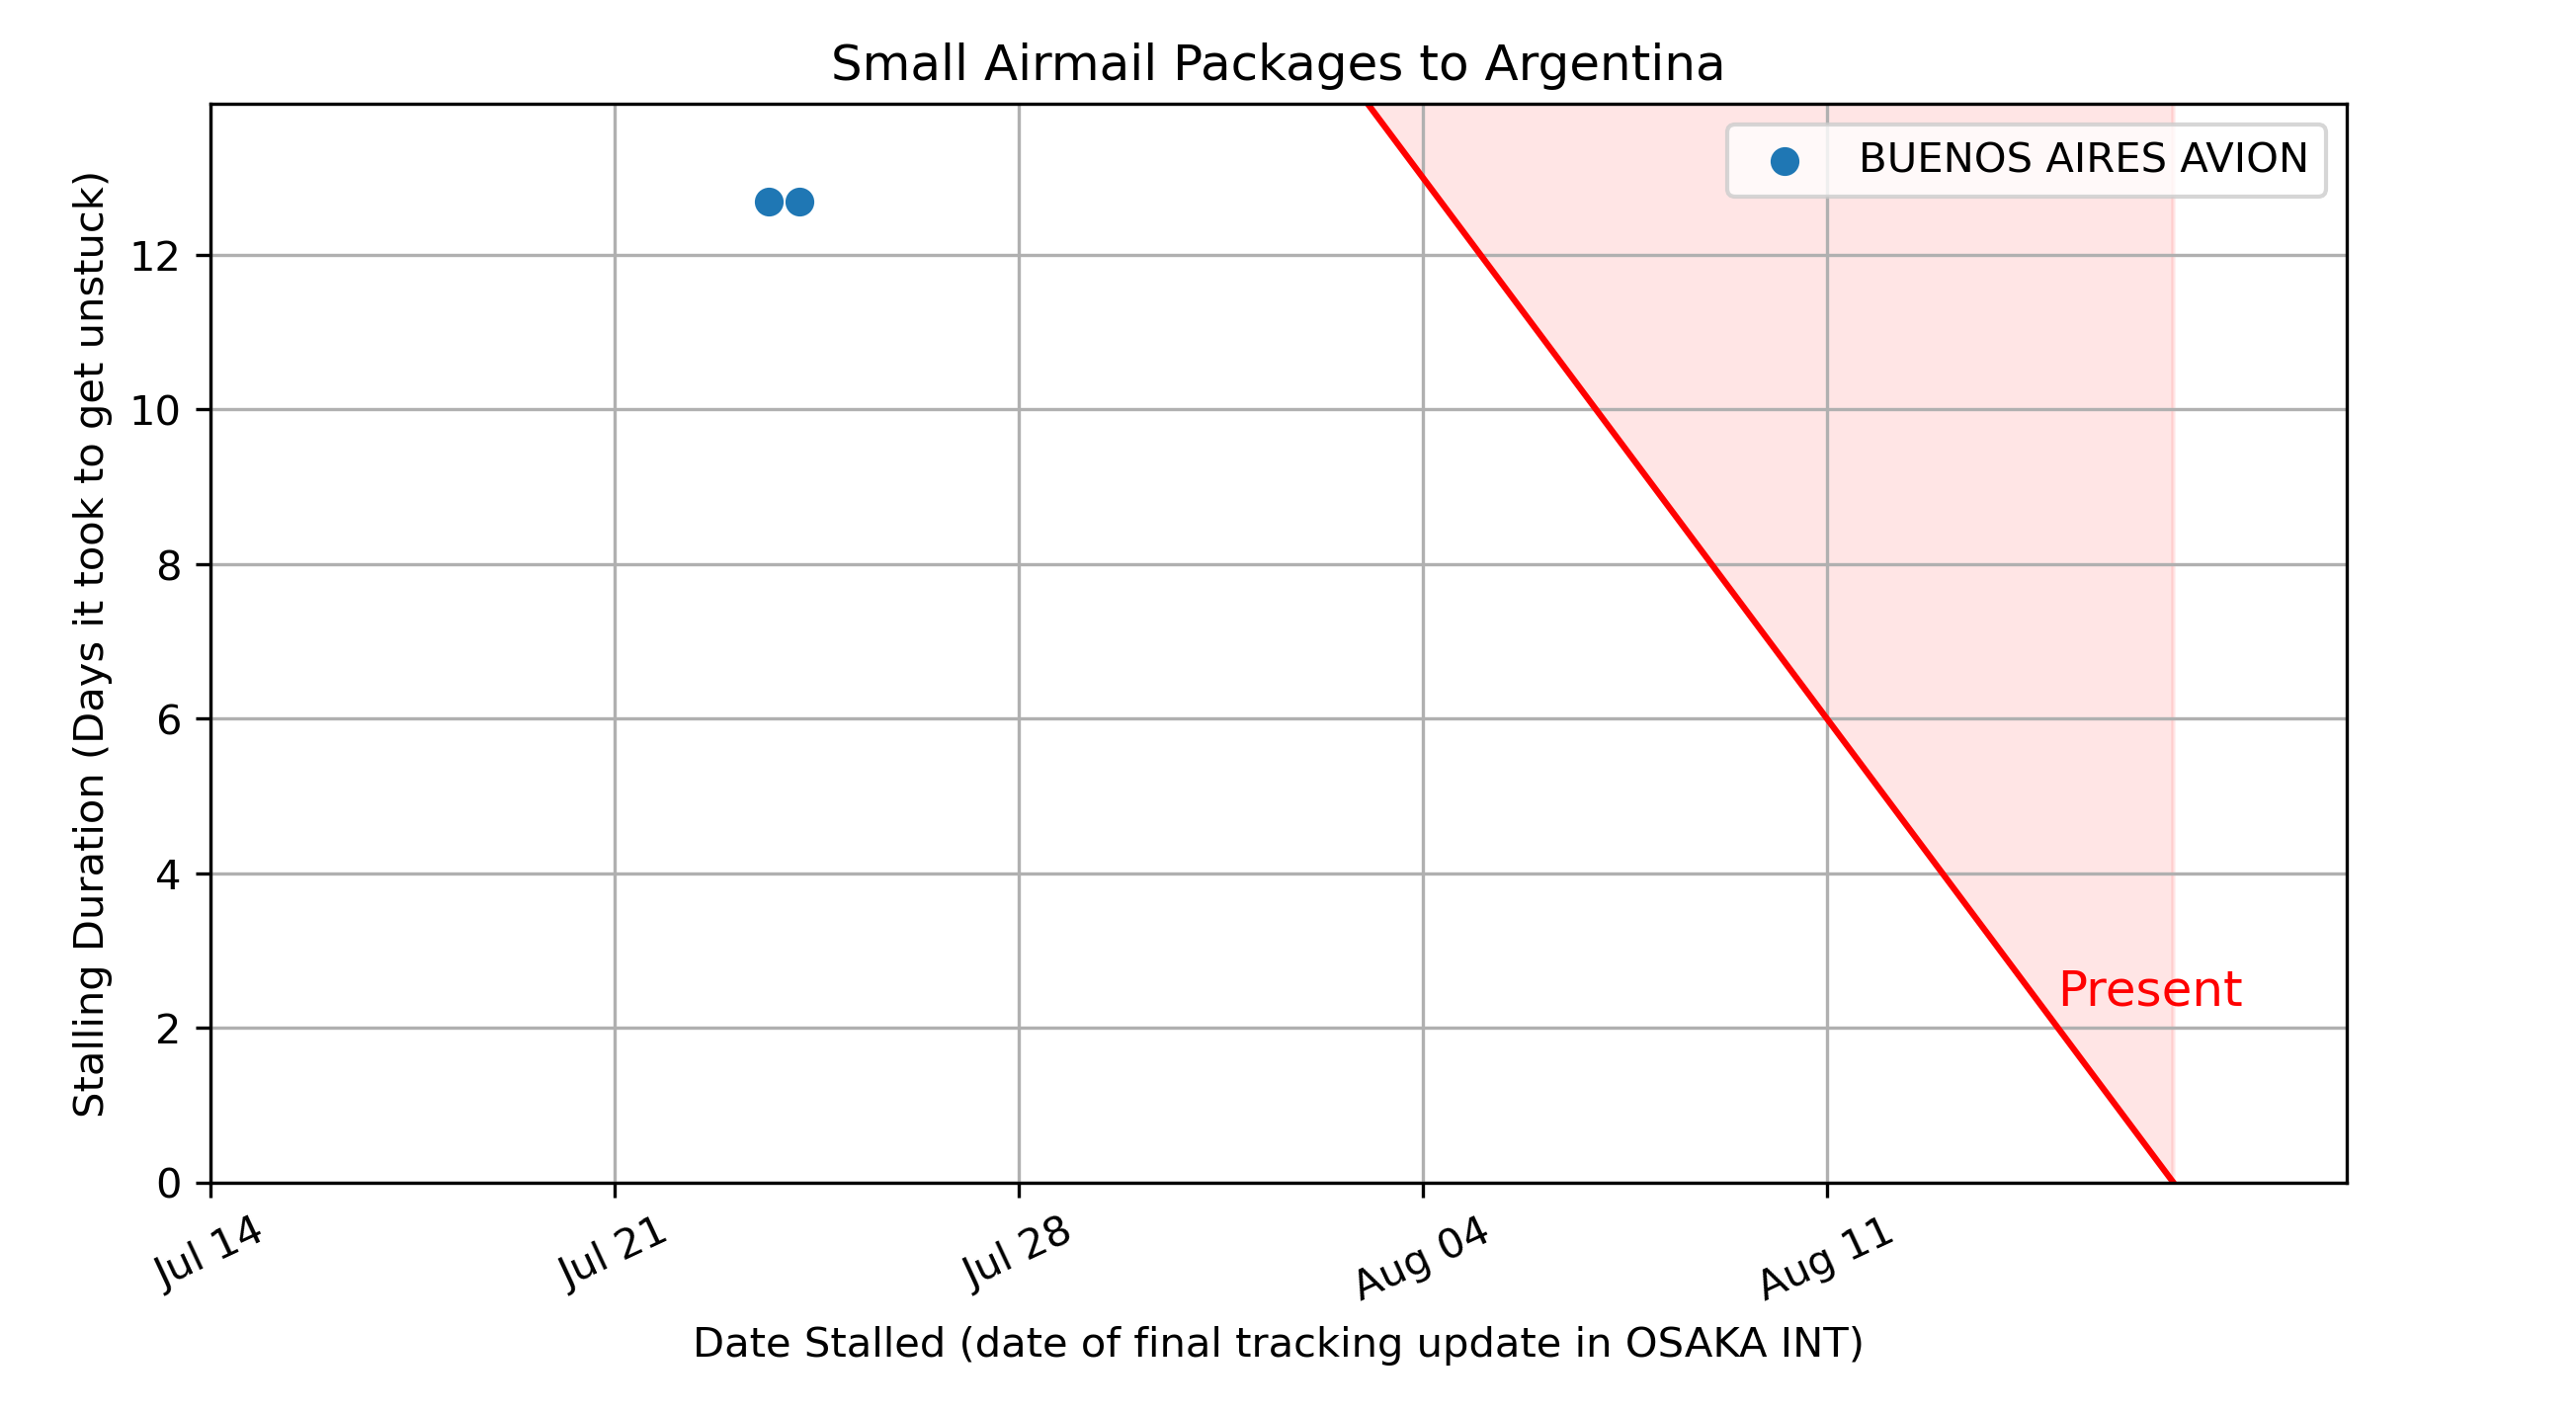 Small Airmail Packages to Argentina
BUENOS AIRES AVION
Stalling Duration (Days it took to get unstuck)
12
10
8
6
4
2
0
Present
Jul 14
Jul 21
Jul 28
Aug 04
Aug 11
Date Stalled (date of final tracking update in OSAKA INT)